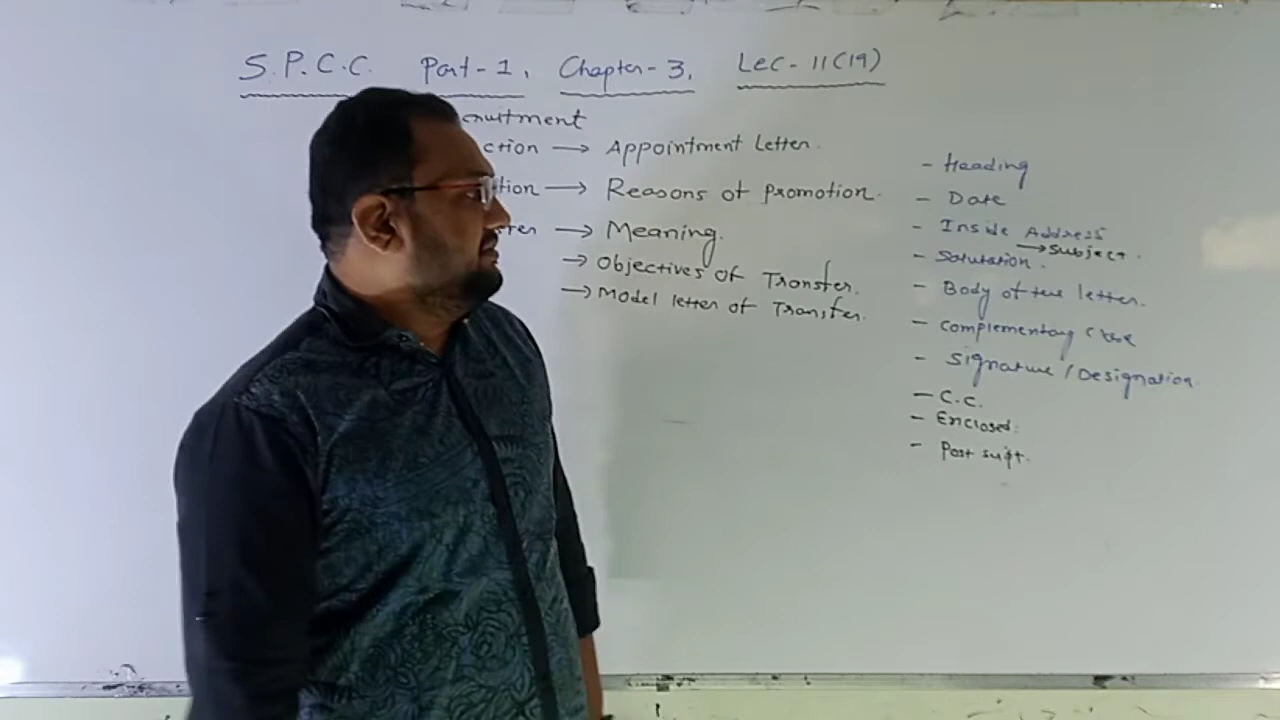 S.P.C.C. Part-1, Chapter-3, Lec-11(19)
cruitment
ction → Appointment Letter.
tion → Reasons of Promotion.
→ Meaning.
→ Objectives of Transfer.
→ Model letter of Transfer.
- Heading
- Date
- Inside Address
→ Subject.
- Salutation.
- Body of the letter.
- Complementary
- Signature / Designation
- C.C.
- Enclosed.
- Post